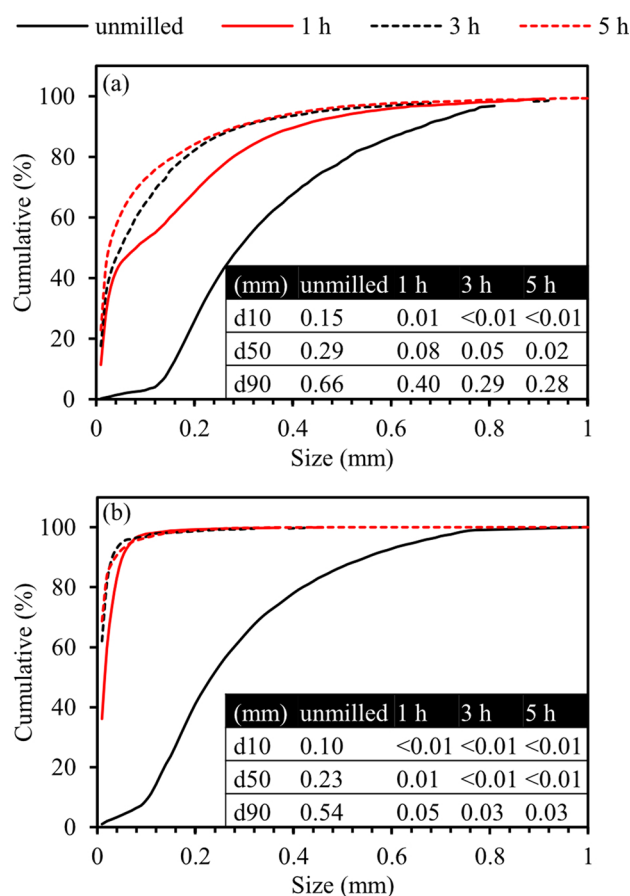 unmilled 1 h 3 h 5 h
(a)
100
80
60
40
20
0
Cumulative (%)
(mm) unmilled 1 h 3 h 5 h
d10 0.15 0.01 <0.01 <0.01
d50 0.29 0.08 0.05 0.02
d90 0.66 0.40 0.29 0.28
0 0.2 0.4 0.6 0.8 1
Size (mm)
(b)
100
80
60
40
20
0
Cumulative (%)
(mm) unmilled 1 h 3 h 5 h
d10 0.10 <0.01 <0.01 <0.01
d50 0.23 0.01 <0.01 <0.01
d90 0.54 0.05 0.03 0.03
0 0.2 0.4 0.6 0.8 1
Size (mm)